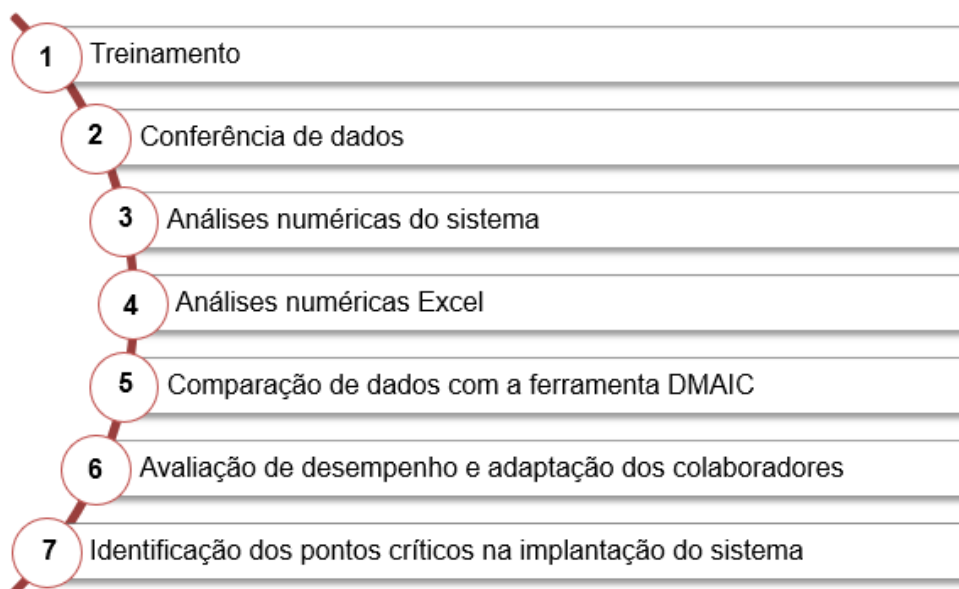 1 Treinamento
2 Conferência de dados
3 Análises numéricas do sistema
4 Análises numéricas Excel
5 Comparação de dados com a ferramenta DMAIC
6 Avaliação de desempenho e adaptação dos colaboradores
7 Identificação dos pontos críticos na implantação do sistema